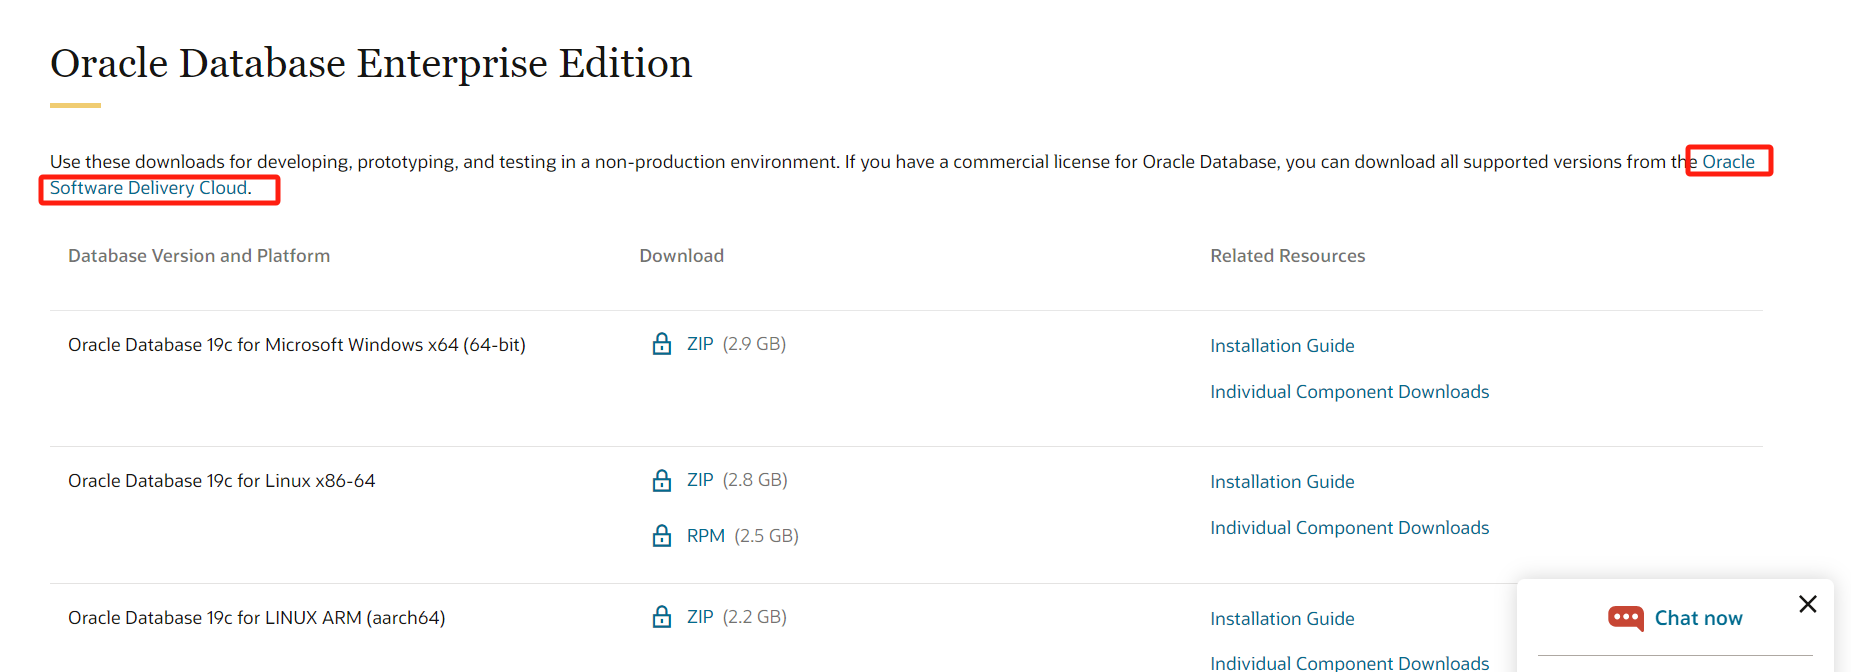 Oracle Database Enterprise Edition
Use these downloads for developing, prototyping, and testing in a non-production environment. If you have a commercial license for Oracle Database, you can download all supported versions from the Oracle
Software Delivery Cloud.
Database Version and Platform Download Related Resources
Oracle Database 19c for Microsoft Windows x64 (64-bit) ZIP (2.9 GB) Installation Guide
Individual Component Downloads
Oracle Database 19c for Linux x86-64 ZIP (2.8 GB) Installation Guide
Individual Component Downloads
RPM (2.5 GB)
Oracle Database 19c for LINUX ARM (aarch64) ZIP (2.2 GB) Installation Guide
Individual Component Downloads
Chat now